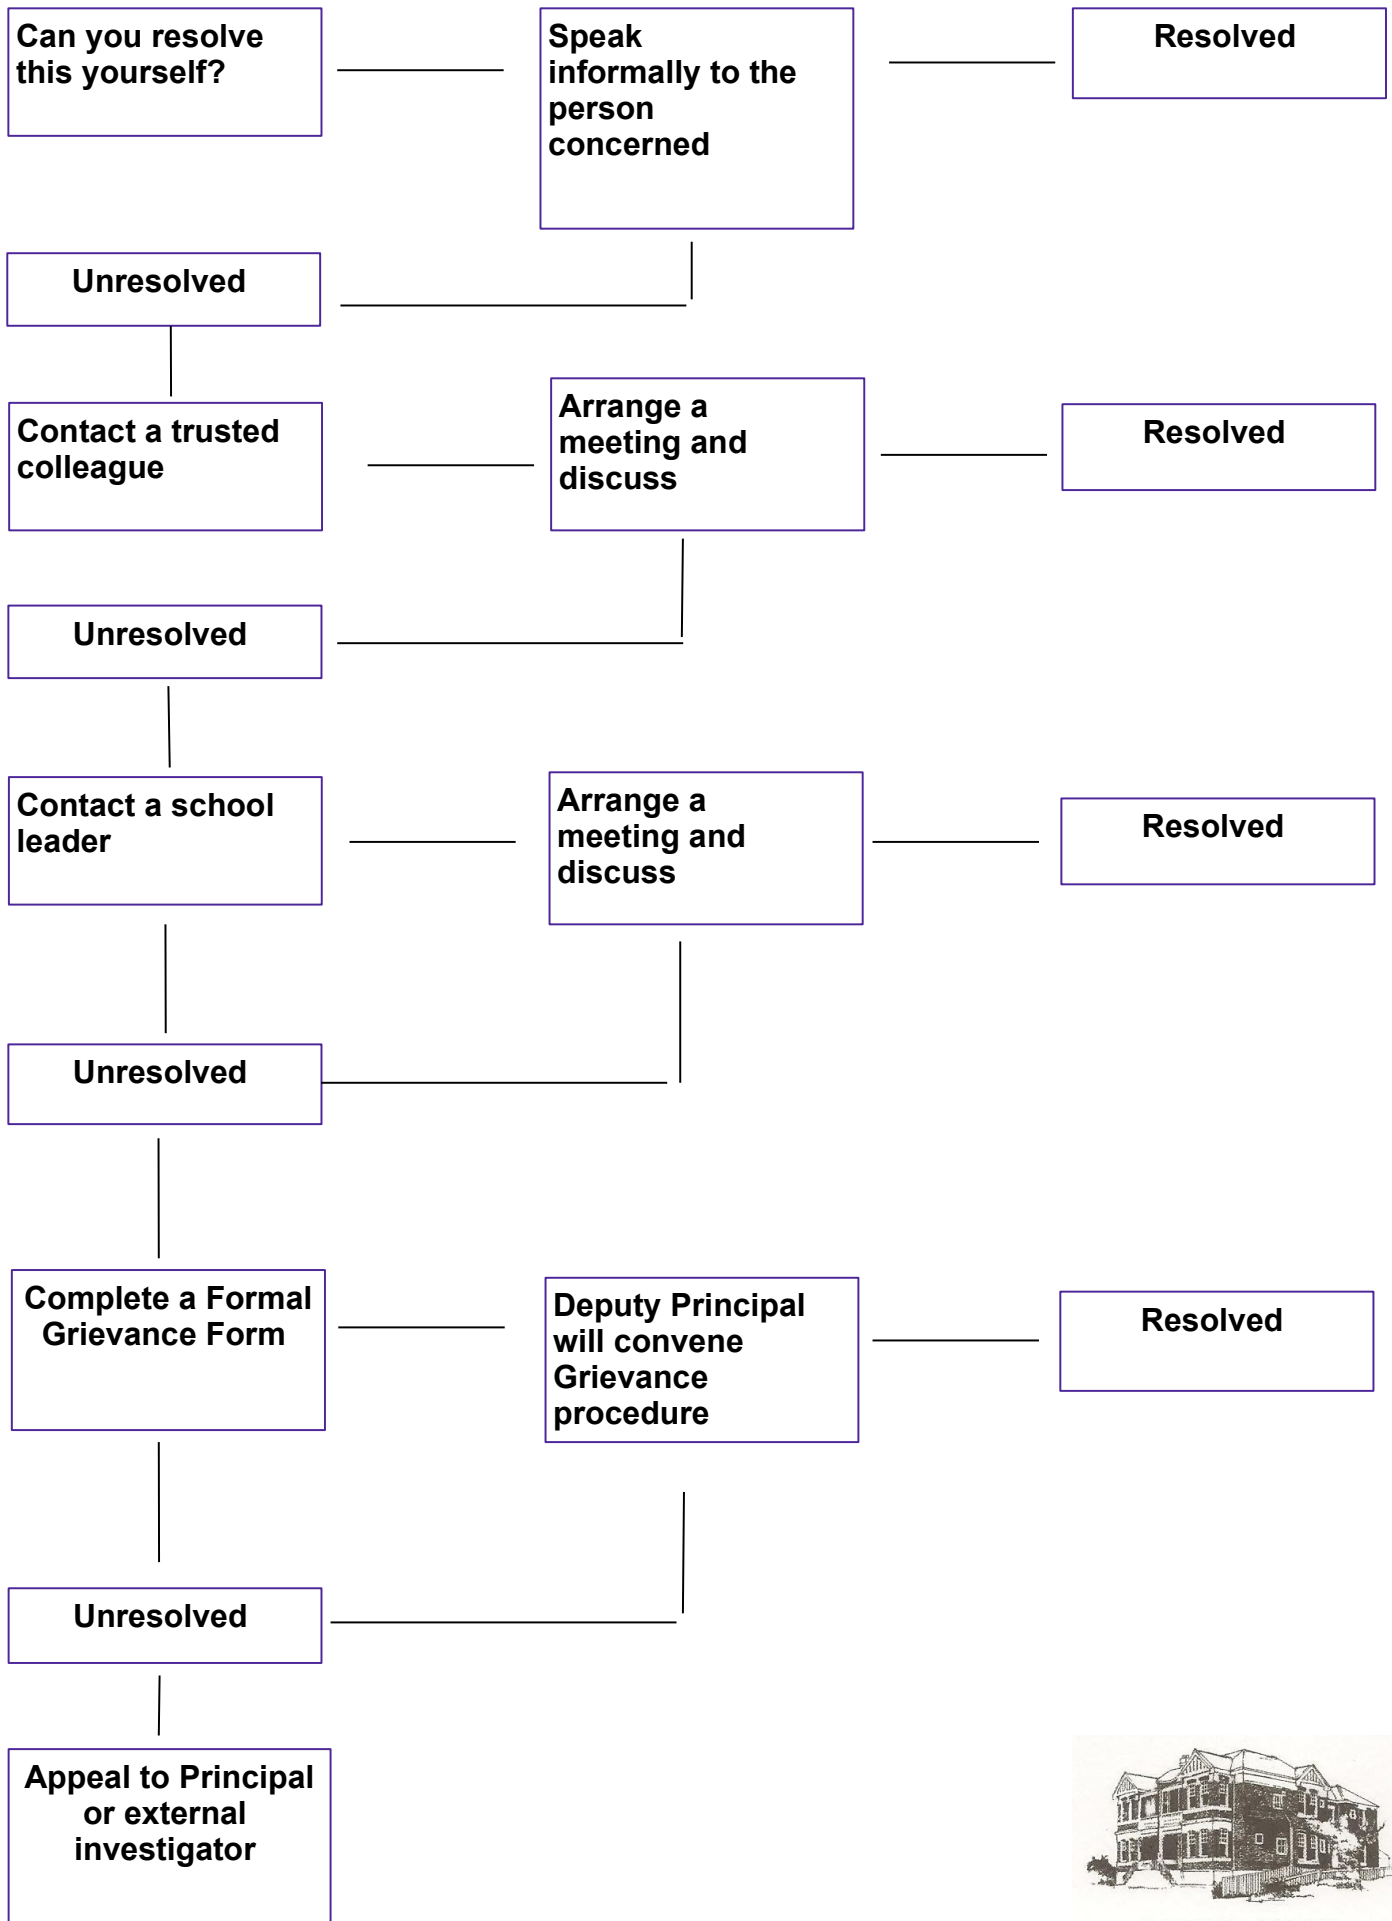 Can you resolve
this yourself?
Speak
informally to the
person
concerned
Resolved
Unresolved
Contact a trusted
colleague
Arrange a
meeting and
discuss
Resolved
Unresolved
Contact a school
leader
Arrange a
meeting and
discuss
Resolved
Unresolved
Complete a Formal
Grievance Form
Deputy Principal
will convene
Grievance
procedure
Resolved
Unresolved
Appeal to Principal
or external
investigator